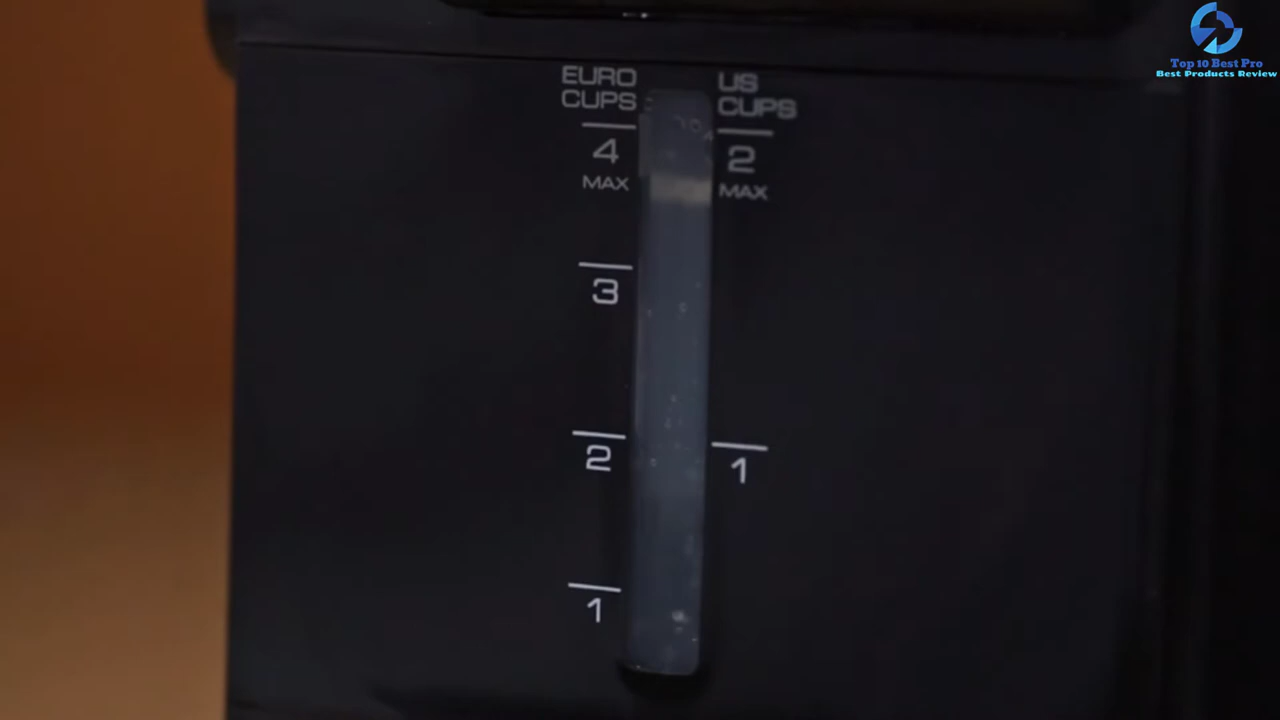 Top 10 Best Pro
Best Products Review
EURO
CUPS
US
CUPS
4
MAX
2
MAX
3
2
1
1